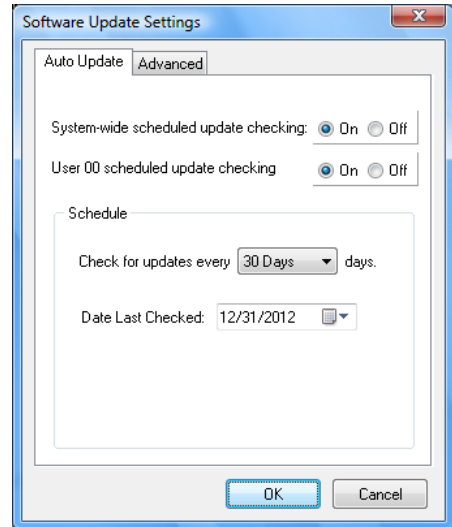 Software Update Settings
Auto Update Advanced
System-wide scheduled update checking: On Off
User 00 scheduled update checking On Off
Schedule
Check for updates every 30 Days days.
Date Last Checked: 12/31/2012
OK Cancel